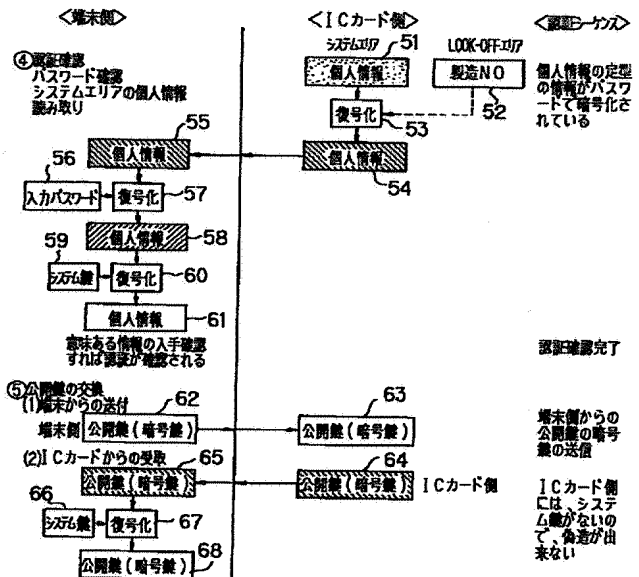 <端末側>
<ICカード側>
<認証シーケンス>
④認証確認
パスワード確認
システムエリアの個人情報
読み取り
システムエリア
51
LOOK-OFFエリア
個人情報
製造NO
52
復号化
53
個人情報
54
個人情報の定型
の情報がパスワ
ードで暗号化さ
れている
55
個人情報
56
入力パスワード
復号化
57
個人情報
58
59
システム鍵
復号化
60
個人情報
61
意味ある情報の入手確認
すれば認証が確認される
認証確認完了
⑤公開鍵の交換
(1)端末からの送付
62
63
端末側
公開鍵(暗号鍵)
公開鍵(暗号鍵)
端末側からの
公開鍵の暗号
鍵の送信
(2)ICカードからの受取
65
64
公開鍵(暗号鍵)
公開鍵(暗号鍵)
ICカード側
66
システム鍵
復号化
67
公開鍵(暗号鍵)
68
ICカード側
には、システ
ム鍵がないの
で、偽造が出
来ない